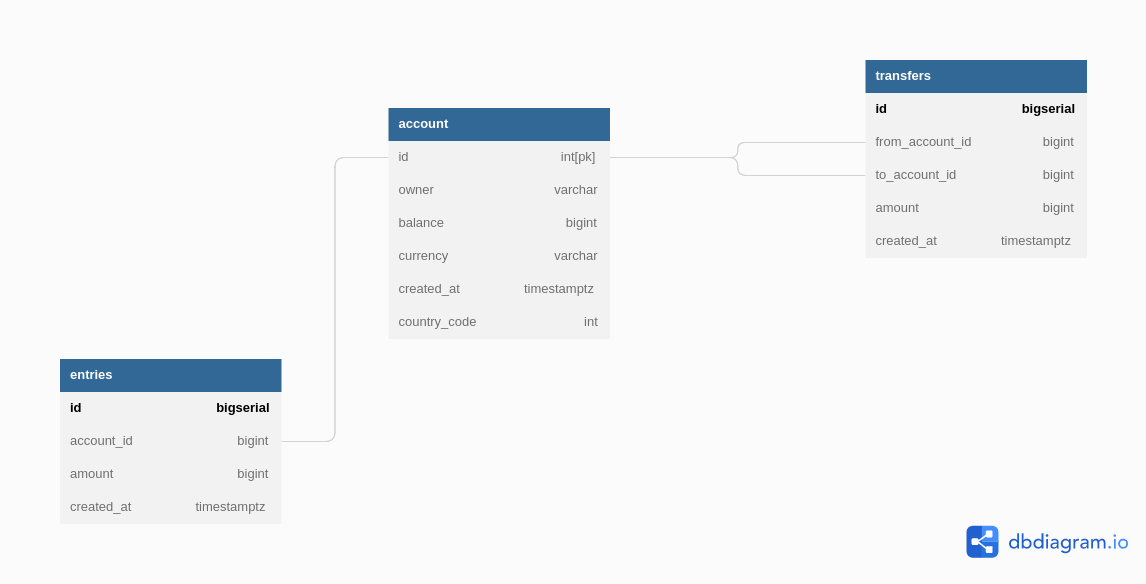 transfers
id bigserial
from_account_id bigint
to_account_id bigint
amount bigint
created_at timestamptz
account
id int[pk]
owner varchar
balance bigint
currency varchar
created_at timestamptz
country_code int
entries
id bigserial
account_id bigint
amount bigint
created_at timestamptz
dbdiagram.io